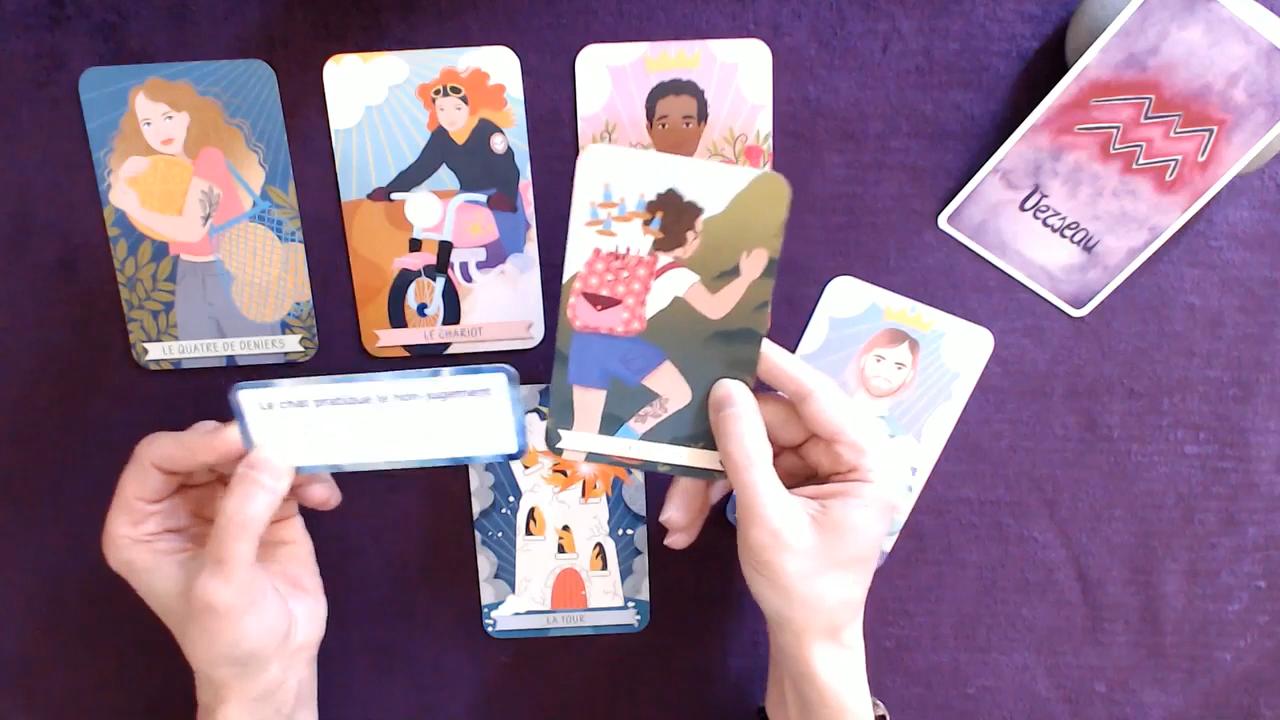 Verseau
LE QUATRE DE DENIERS
LE CHARIOT
Le chat pratique le non-jugement
LA TOUR